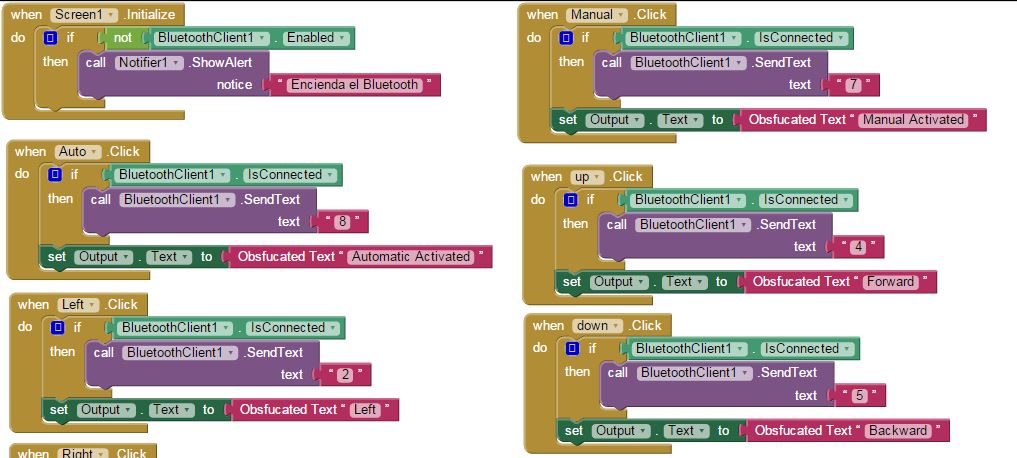 when Screen1 .Initialize
do if not BluetoothClient1 . Enabled
then call Notifier1 .ShowAlert
notice " Encienda el Bluetooth "
when Auto .Click
do if BluetoothClient1 . IsConnected
then call BluetoothClient1 .SendText
text " 8 "
set Output . Text to Obsfucated Text " Automatic Activated "
when Left .Click
do if BluetoothClient1 . IsConnected
then call BluetoothClient1 .SendText
text " 2 "
set Output . Text to Obsfucated Text " Left "
when Right .Click
when Manual .Click
do if BluetoothClient1 . IsConnected
then call BluetoothClient1 .SendText
text " 7 "
set Output . Text to Obsfucated Text " Manual Activated "
when up .Click
do if BluetoothClient1 . IsConnected
then call BluetoothClient1 .SendText
text " 4 "
set Output . Text to Obsfucated Text " Forward "
when down .Click
do if BluetoothClient1 . IsConnected
then call BluetoothClient1 .SendText
text " 5 "
set Output . Text to Obsfucated Text " Backward "